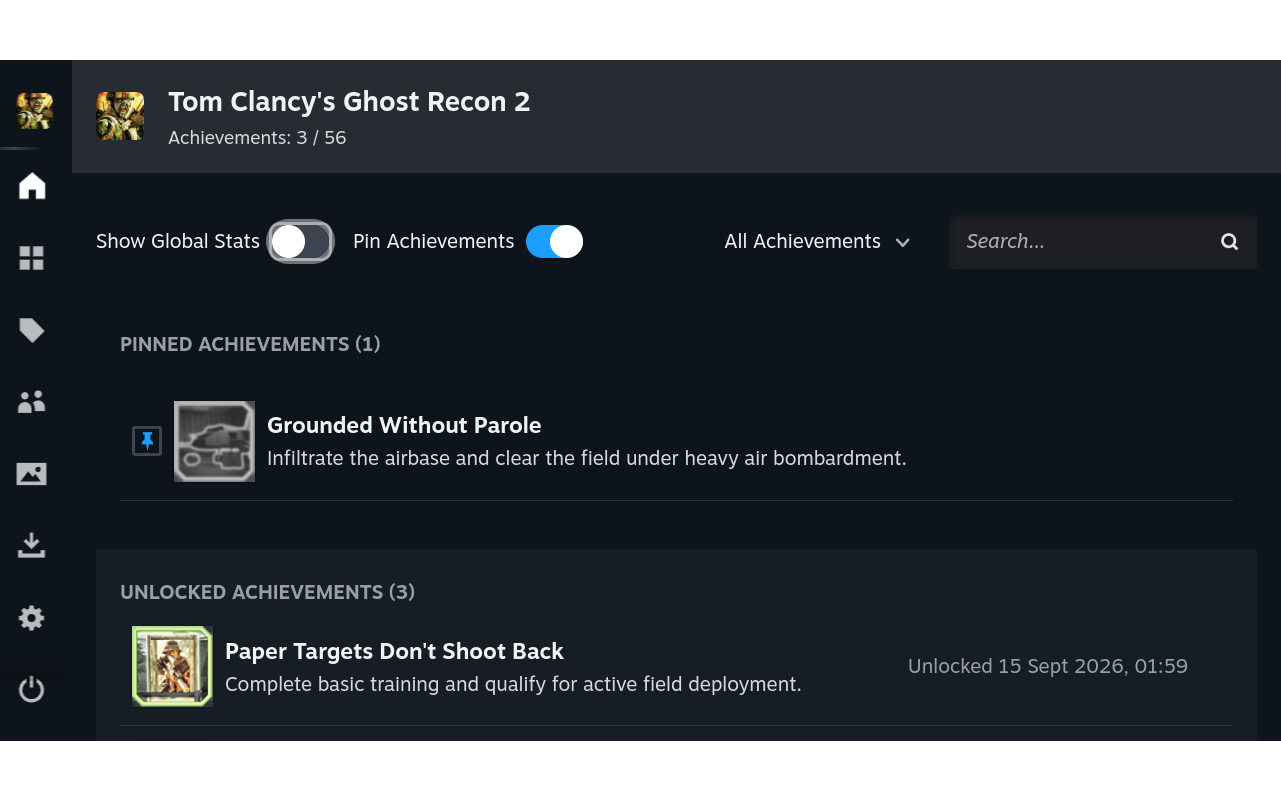 Tom Clancy's Ghost Recon 2
Achievements: 3 / 56
Show Global Stats
Pin Achievements
All Achievements
Search...
PINNED ACHIEVEMENTS (1)
Grounded Without Parole
Infiltrate the airbase and clear the field under heavy air bombardment.
UNLOCKED ACHIEVEMENTS (3)
Paper Targets Don't Shoot Back
Complete basic training and qualify for active field deployment.
Unlocked 15 Sept 2026, 01:59